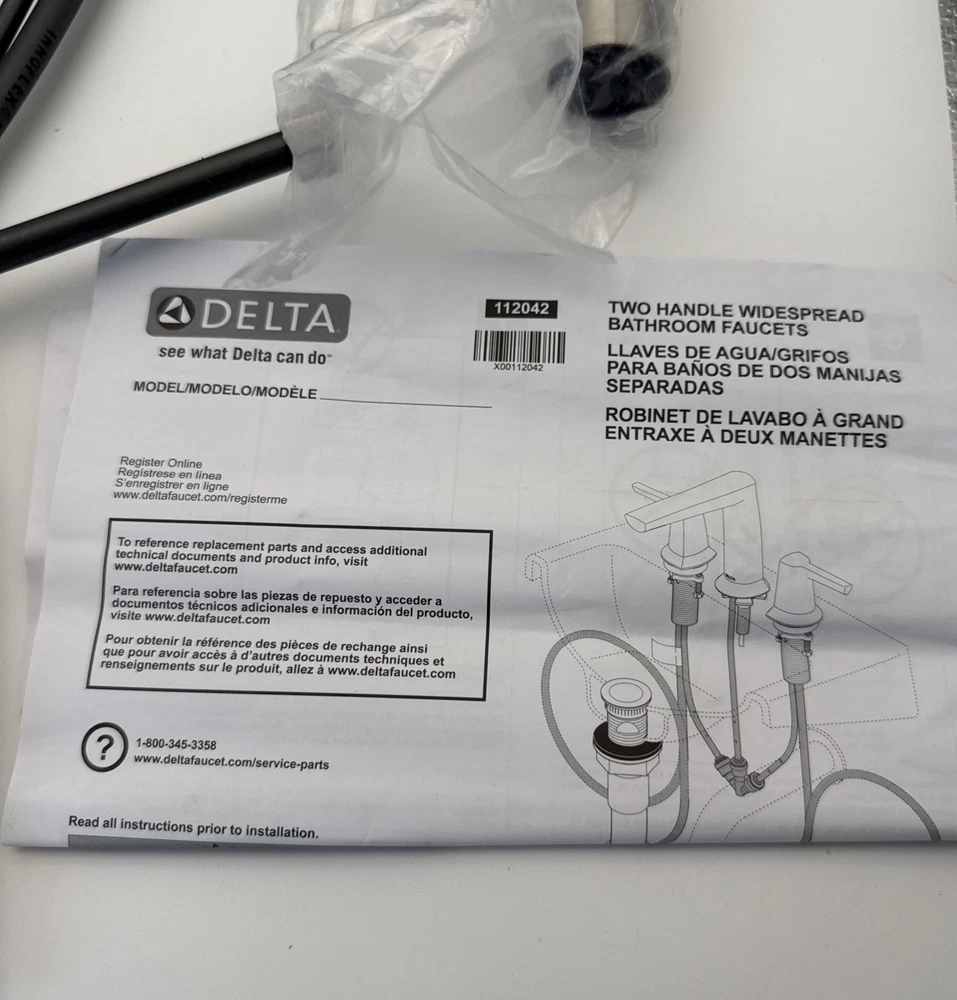 INNOFLEX
DELTA
see what Delta can do™
MODEL/MODELO/MODÈLE
112042
X00112042
TWO HANDLE WIDESPREAD
BATHROOM FAUCETS
LLAVES DE AGUA/GRIFOS
PARA BAÑOS DE DOS MANIJAS
SEPARADAS
ROBINET DE LAVABO À GRAND
ENTRAXE À DEUX MANETTES
Register Online
Regístrese en línea
S'enregistrer en ligne
www.deltafaucet.com/registerme
To reference replacement parts and access additional
technical documents and product info, visit
www.deltafaucet.com
Para referencia sobre las piezas de repuesto y acceder a
documentos técnicos adicionales e información del producto,
visite www.deltafaucet.com
Pour obtenir la référence des pièces de rechange ainsi
que pour avoir accès à d'autres documents techniques et
renseignements sur le produit, allez à www.deltafaucet.com
?
1-800-345-3358
www.deltafaucet.com/service-parts
Read all instructions prior to installation.